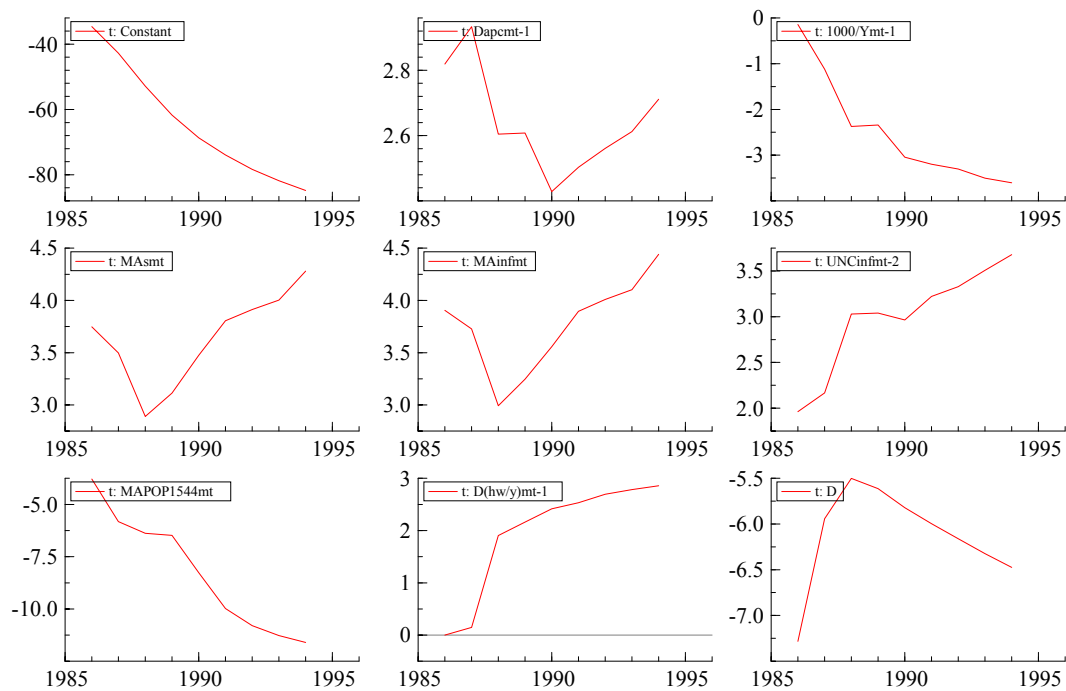 t: Constant
t: Dapcmt-1
t: 1000/Ymt-1
-40
-60
-80
1985 1990 1995
2.8
2.6
1985 1990 1995
0
-1
-2
-3
1985 1990 1995
t: MAsmt
t: MAinfmt
t: UNCinfmt-2
4.5
4.0
3.5
3.0
1985 1990 1995
4.5
4.0
3.5
3.0
1985 1990 1995
3.5
3.0
2.5
2.0
1985 1990 1995
t: MAPOP1544mt
t: D(hw/y)mt-1
t: D
-5.0
-7.5
-10.0
1985 1990 1995
3
2
1
0
1985 1990 1995
-5.5
-6.0
-6.5
-7.0
1985 1990 1995